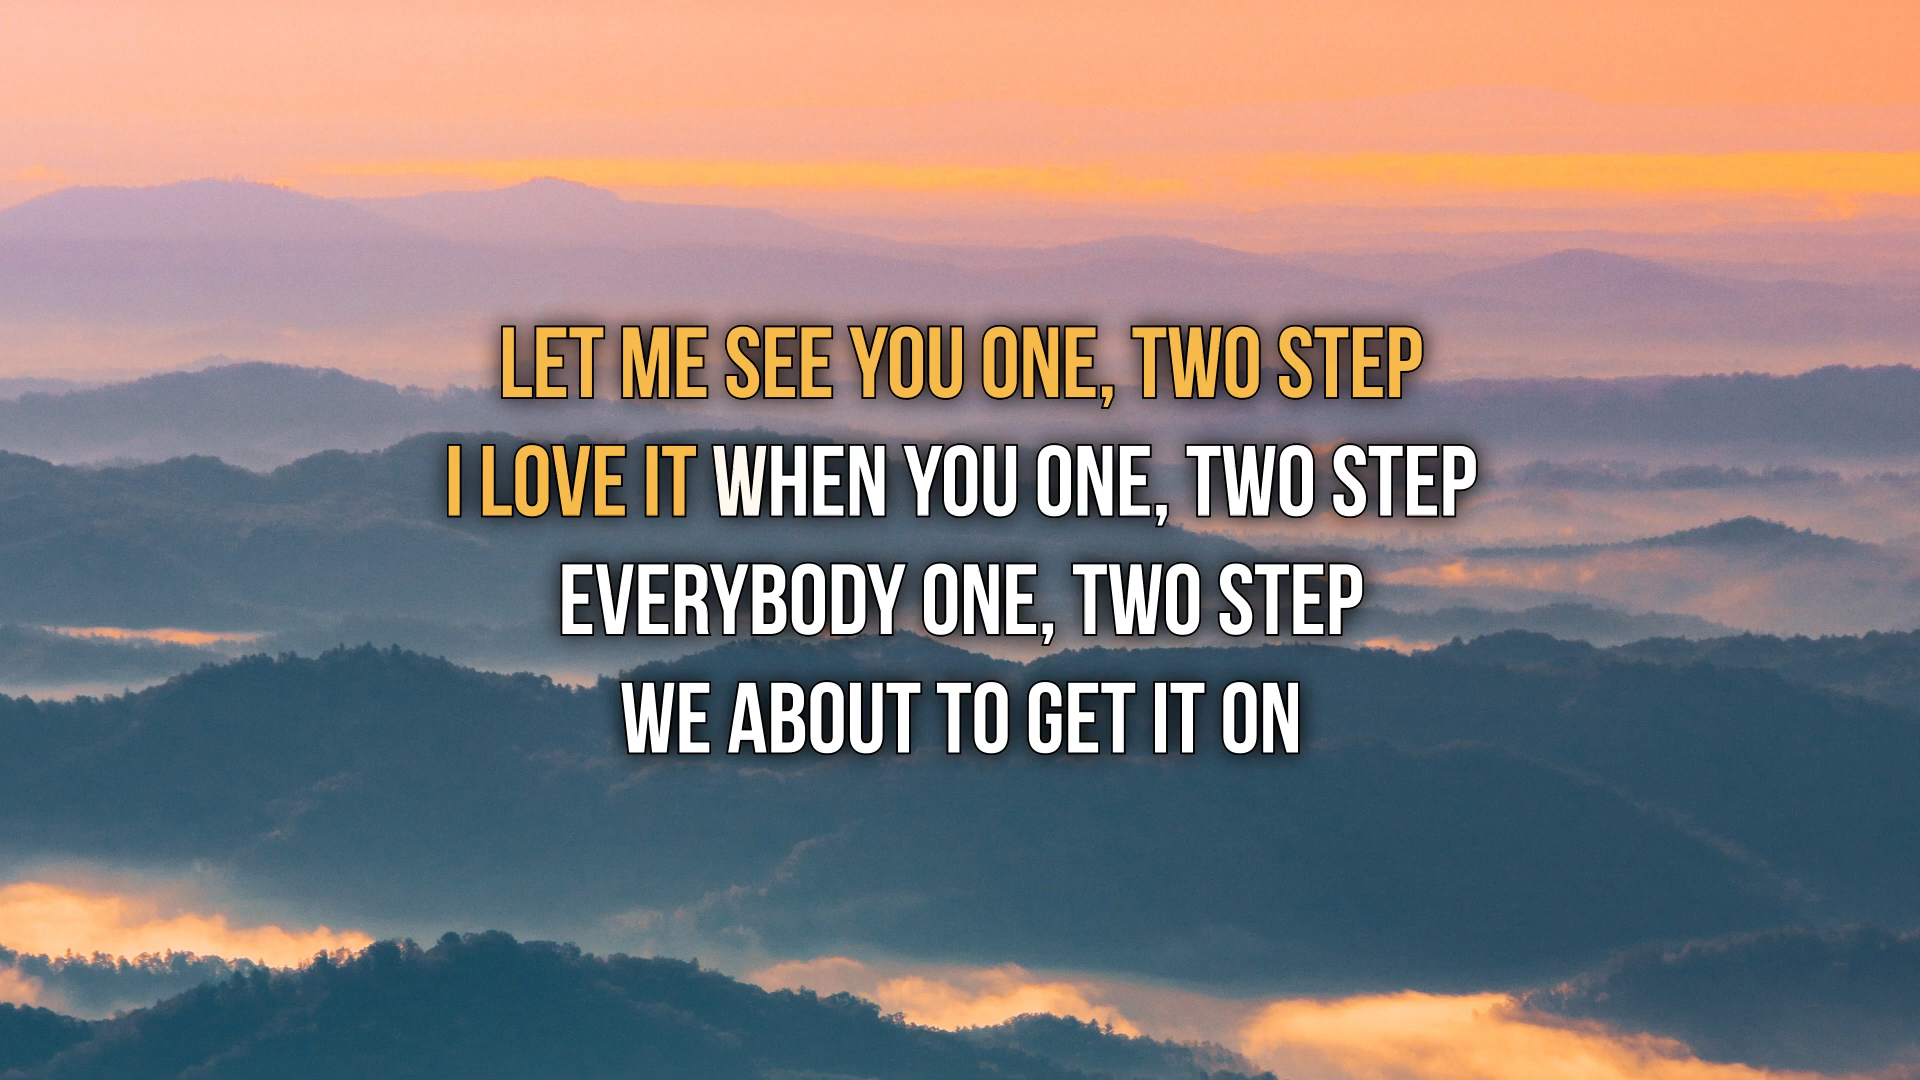 LET ME SEE YOU ONE, TWO STEP
I LOVE IT WHEN YOU ONE, TWO STEP
EVERYBODY ONE, TWO STEP
WE ABOUT TO GET IT ON